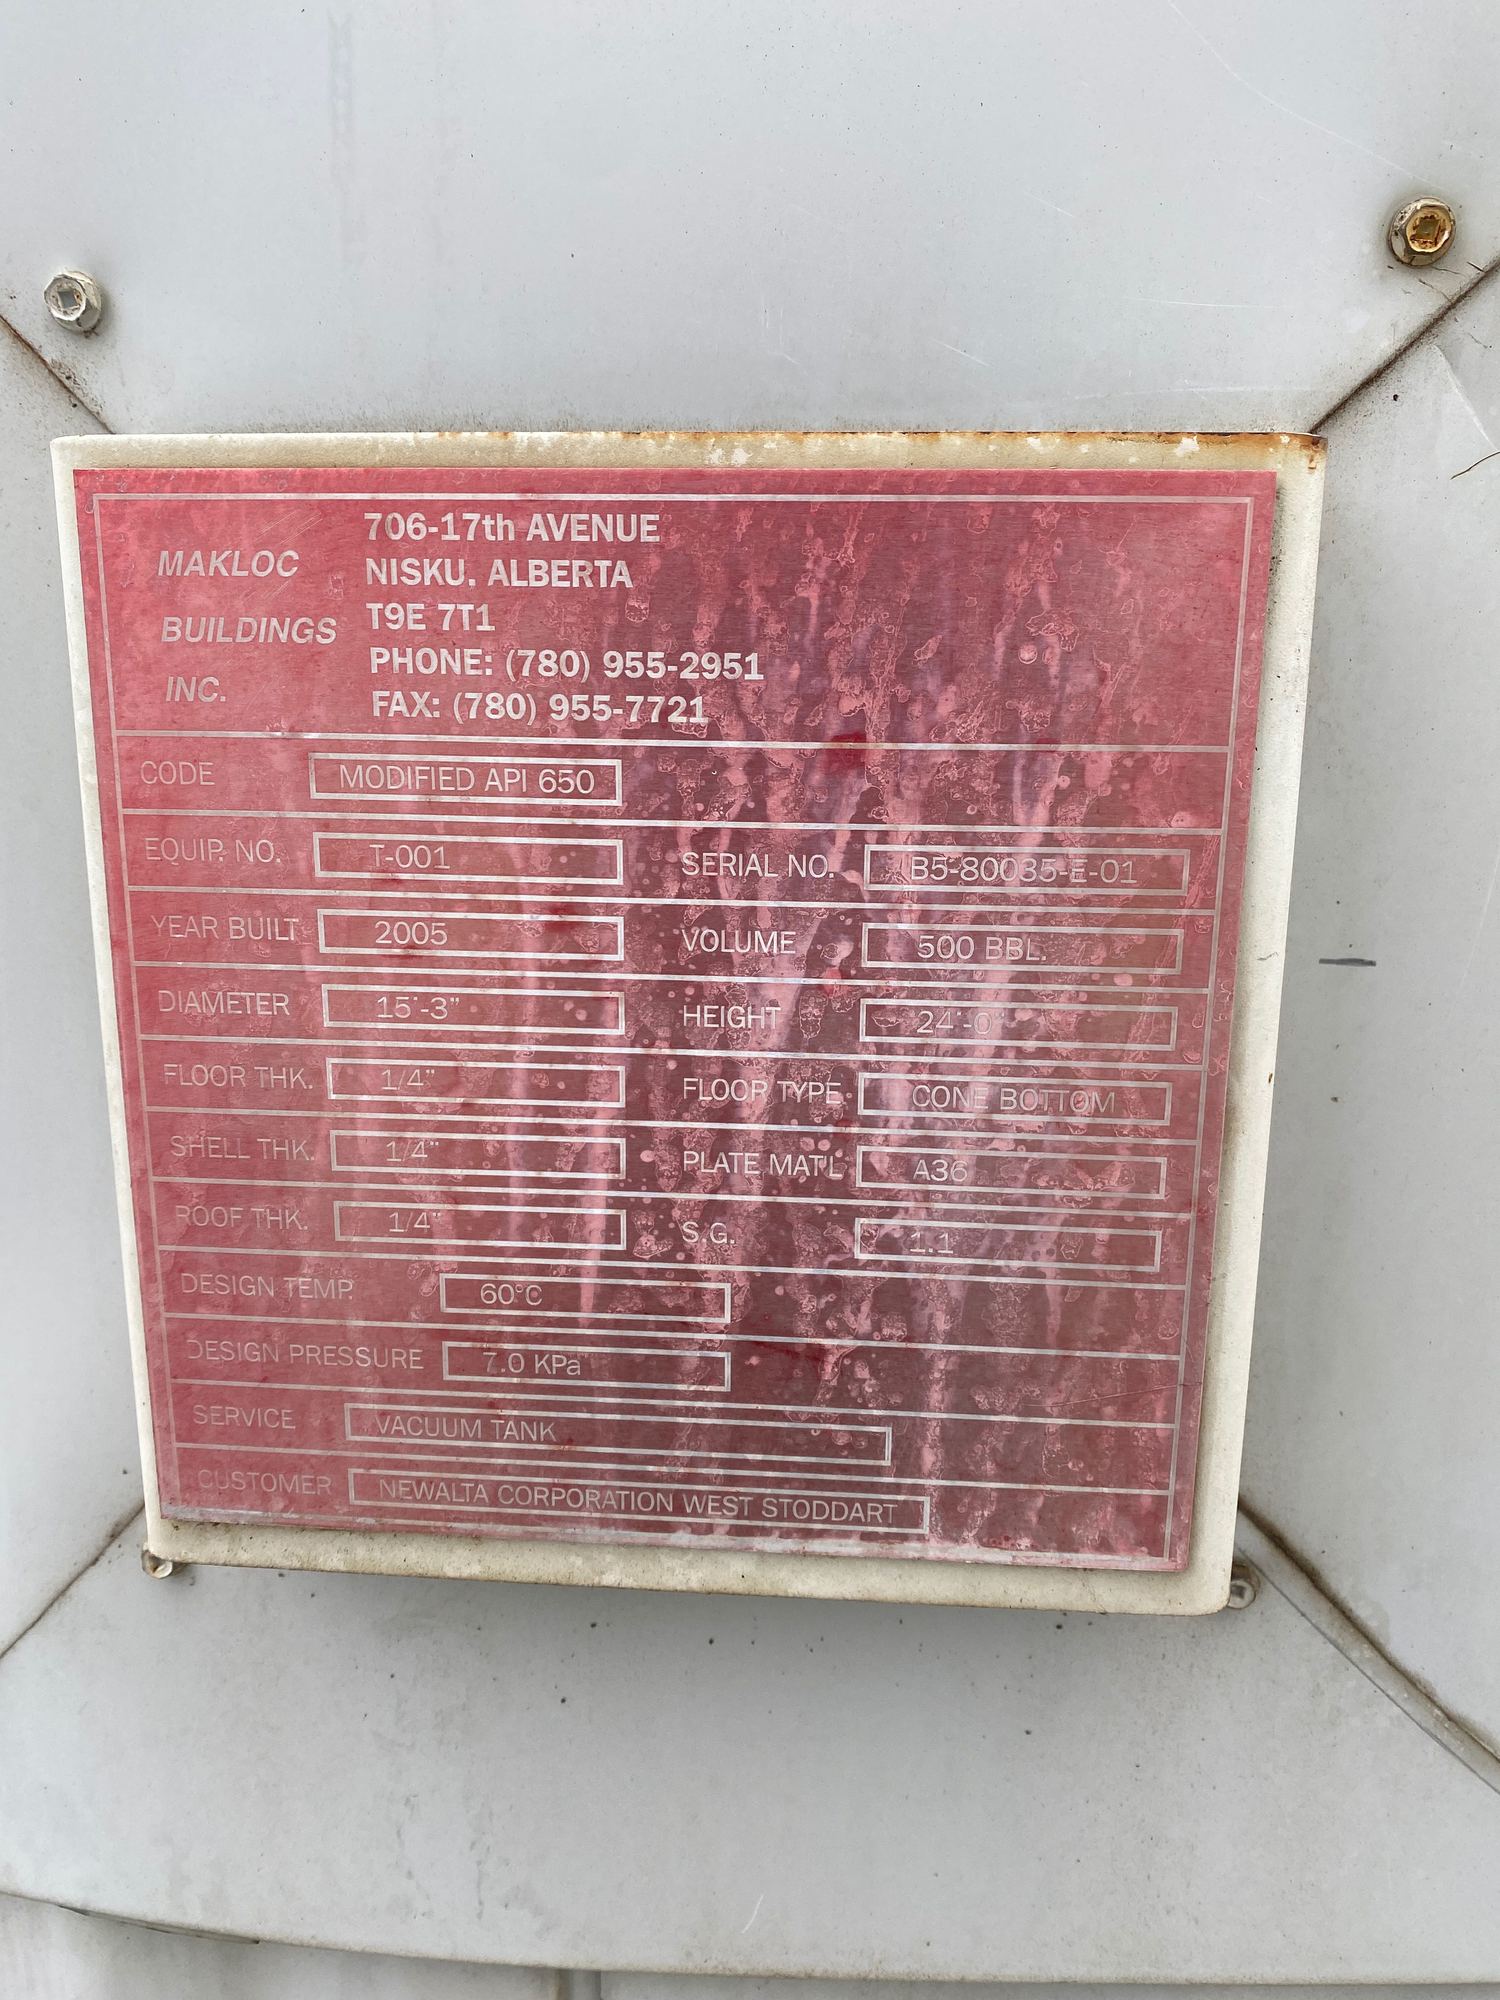 MAKLOC
BUILDINGS
INC.
706-17th AVENUE
NISKU, ALBERTA
T9E 7T1
PHONE: (780) 955-2951
FAX: (780) 955-7721
CODE MODIFIED API 650
EQUIP. NO. T-001 SERIAL NO. B5-80035-E-01
YEAR BUILT 2005 VOLUME 500 BBL.
DIAMETER 15'-3" HEIGHT 24'-0"
FLOOR THK. 1/4" FLOOR TYPE CONE BOTTOM
SHELL THK. 1/4" PLATE MAT'L A36
ROOF THK. 1/4" S.G. 1.1
DESIGN TEMP. 60°C
DESIGN PRESSURE 7.0 KPa
SERVICE VACUUM TANK
CUSTOMER NEWALTA CORPORATION WEST STODDART